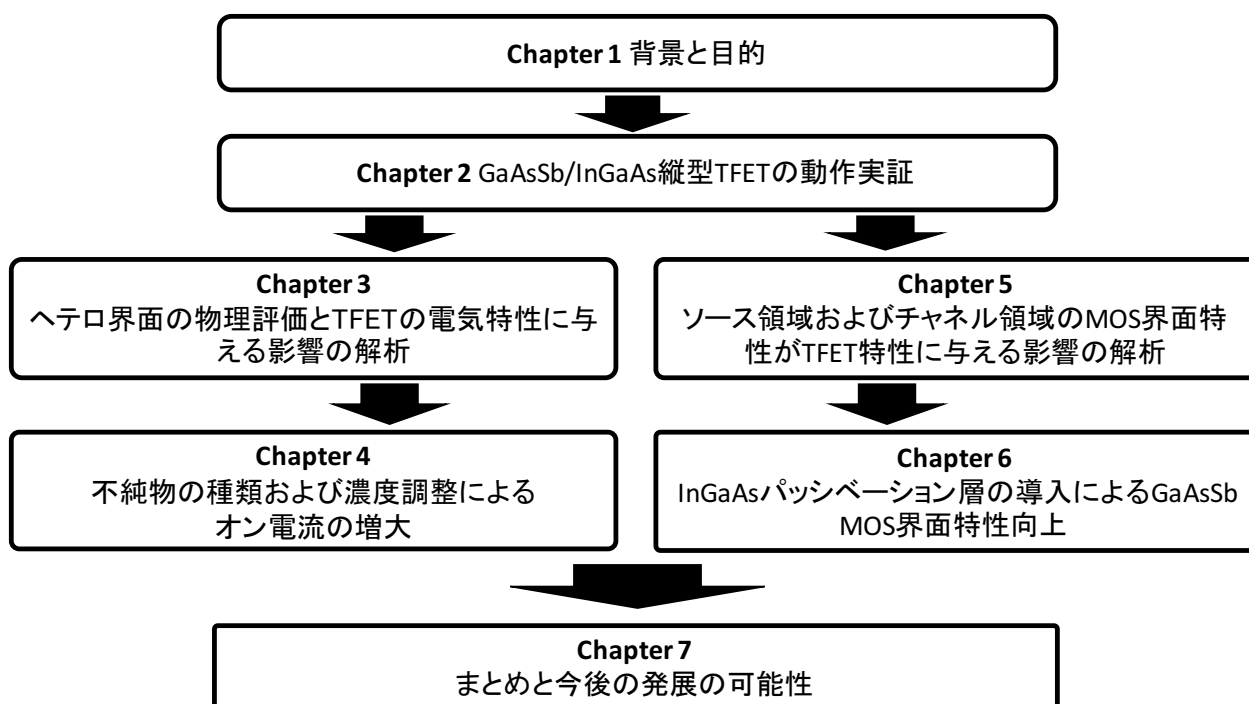 Chapter 1 背景と目的
Chapter 2 GaAsSb/InGaAs縦型TFETの動作実証
Chapter 3
ヘテロ界面の物理評価とTFETの電気特性に与
える影響の解析
Chapter 5
ソース領域およびチャネル領域のMOS界面特
性がTFET特性に与える影響の解析
Chapter 4
不純物の種類および濃度調整による
オン電流の増大
Chapter 6
InGaAsパッシベーション層の導入によるGaAsSb
MOS界面特性向上
Chapter 7
まとめと今後の発展の可能性